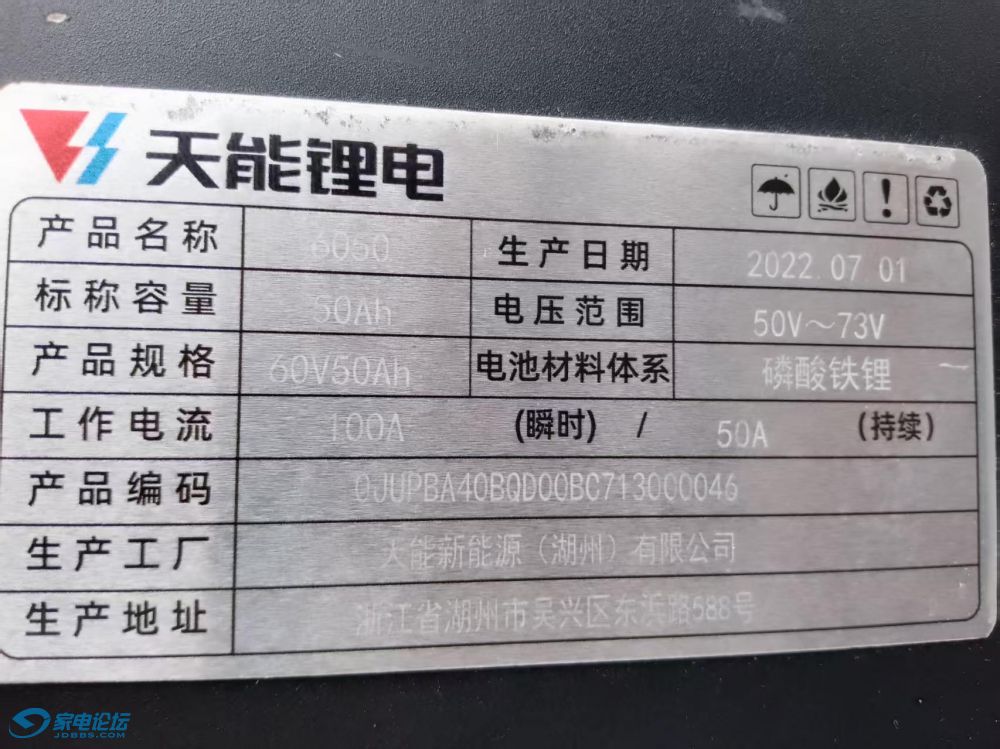 天能锂电
产品名称 6050 生产日期 2022.07.01
标称容量 50Ah 电压范围 50V～73V
产品规格 60V50Ah 电池材料体系 磷酸铁锂
工作电流 100A (瞬时) / 50A (持续)
产品编码 0JUPBA40BQD00BC713000046
生产工厂 天能新能源（湖州）有限公司
生产地址 浙江省湖州市吴兴区东浜路588号
家电论坛
JDBBS.COM